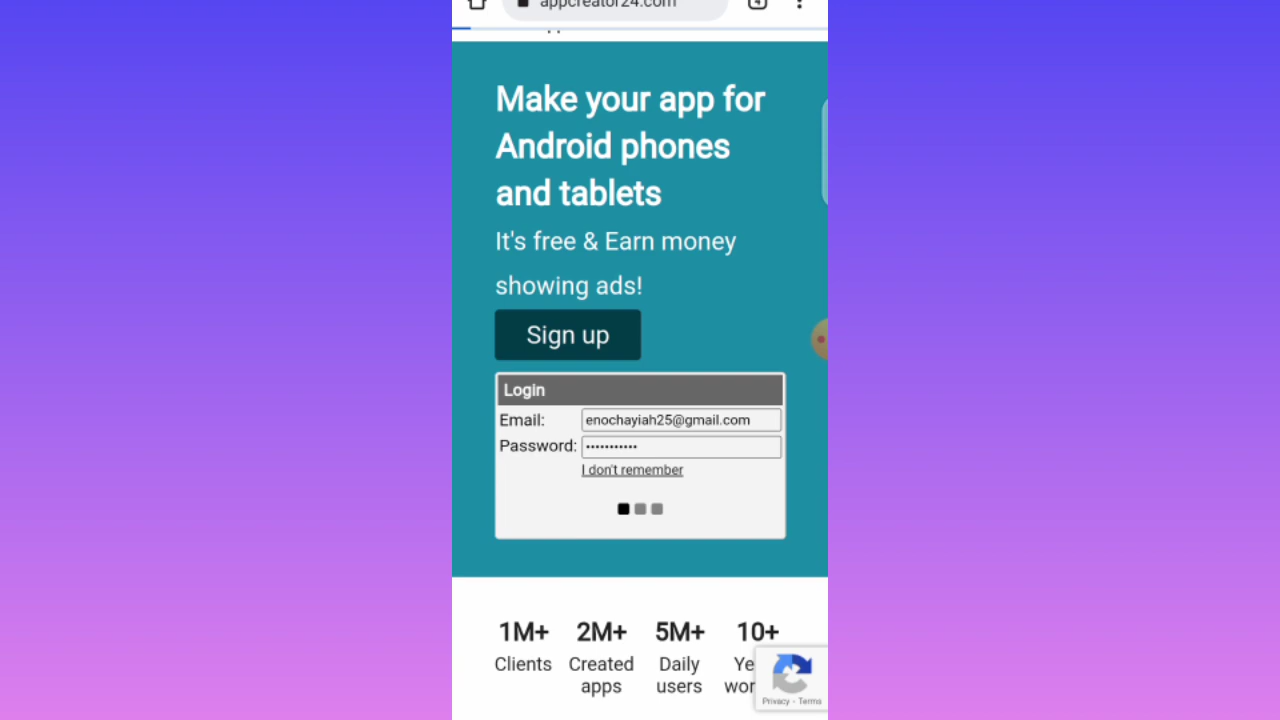 appcreator24.com
4
Make your app for
Android phones
and tablets
It's free & Earn money
showing ads!
Sign up
Login
Email: enochayiah25@gmail.com
Password: •••••••••••
I don't remember
1M+ 2M+ 5M+ 10+
Clients Created Daily
apps users
Privacy - Terms